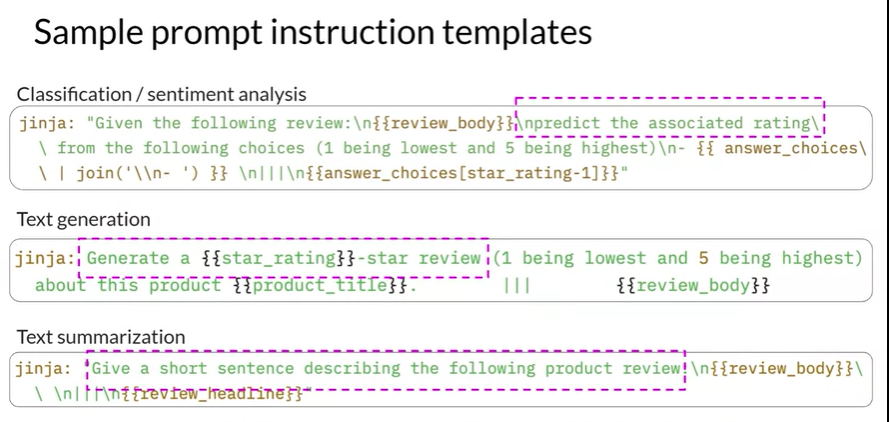 Sample prompt instruction templates
Classification / sentiment analysis
jinja: "Given the following review:\n{{review_body}}\npredict the associated rating\
\ from the following choices (1 being lowest and 5 being highest)\n- {{ answer_choices\
\ | join('\\n- ') }} \n|||\n{{answer_choices[star_rating-1]}}"
Text generation
jinja: Generate a {{star_rating}}-star review (1 being lowest and 5 being highest)
about this product {{product_title}}. ||| {{review_body}}
Text summarization
jinja: "Give a short sentence describing the following product review:\n{{review_body}}\
\ \n|||\n{{review_headline}}"